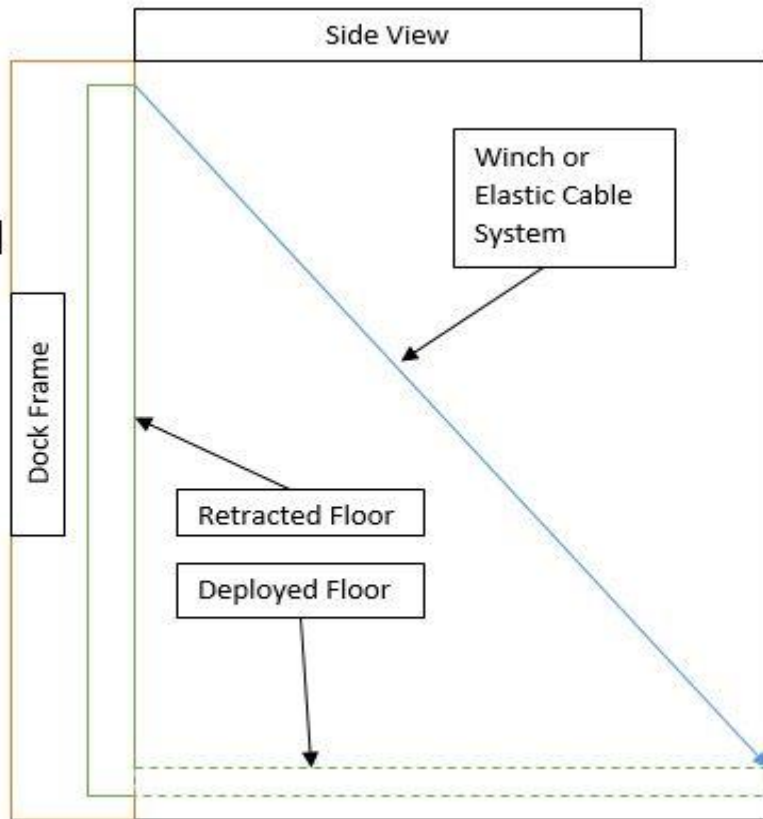 Side View
Winch or
Elastic Cable
System
Dock Frame
Retracted Floor
Deployed Floor